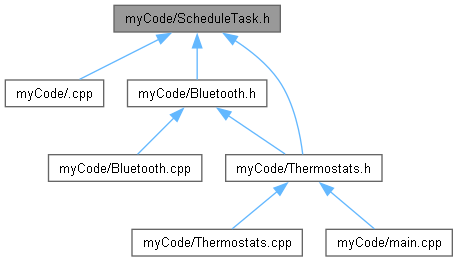 myCode/ScheduleTask.h
myCode/.cpp
myCode/Bluetooth.h
myCode/Bluetooth.cpp
myCode/Thermostats.h
myCode/Thermostats.cpp
myCode/main.cpp